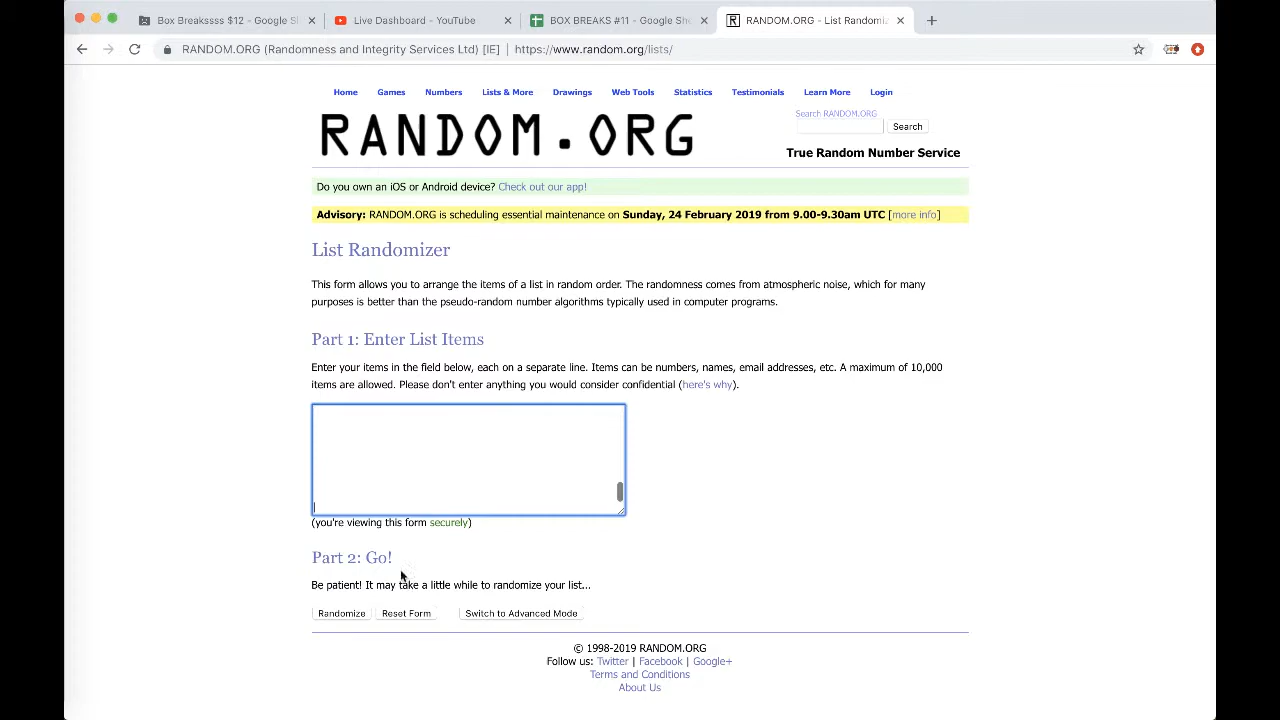 Box Breakssss $12 - Google S
Live Dashboard - YouTube
BOX BREAKS #11 - Google She
RANDOM.ORG - List Randomiz
RANDOM.ORG (Randomness and Integrity Services Ltd) [IE] | https://www.random.org/lists/
Home Games Numbers Lists & More Drawings Web Tools Statistics Testimonials Learn More Login
RANDOM.ORG
Search RANDOM.ORG
Search
True Random Number Service
Do you own an iOS or Android device? Check out our app!
Advisory: RANDOM.ORG is scheduling essential maintenance on Sunday, 24 February 2019 from 9.00-9.30am UTC [more info]
List Randomizer
This form allows you to arrange the items of a list in random order. The randomness comes from atmospheric noise, which for many
purposes is better than the pseudo-random number algorithms typically used in computer programs.
Part 1: Enter List Items
Enter your items in the field below, each on a separate line. Items can be numbers, names, email addresses, etc. A maximum of 10,000
items are allowed. Please don't enter anything you would consider confidential (here's why).
(you're viewing this form securely)
Part 2: Go!
Be patient! It may take a little while to randomize your list...
Randomize Reset Form Switch to Advanced Mode
© 1998-2019 RANDOM.ORG
Follow us: Twitter | Facebook | Google+
Terms and Conditions
About Us